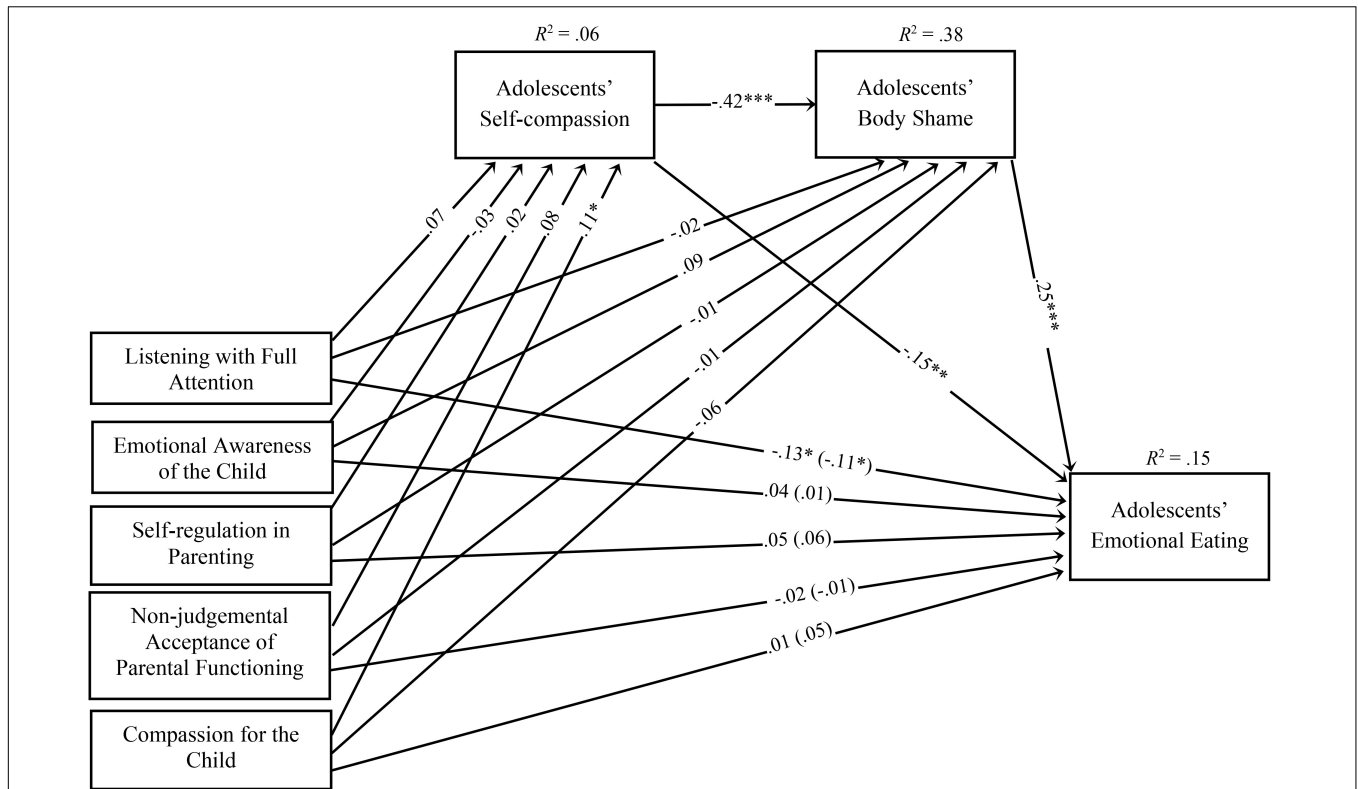 R² = .06
Adolescents’
Self-compassion
R² = .38
Adolescents’
Body Shame
-.42***
.07
-.03
.02
.08
.11*
-.02
.09
-.01
-.01
-.06
-.15**
.25***
Listening with Full
Attention
Emotional Awareness
of the Child
Self-regulation in
Parenting
Non-judgemental
Acceptance of
Parental Functioning
Compassion for the
Child
-.13* (-.11*)
.04 (.01)
.05 (.06)
-.02 (-.01)
.01 (.05)
R² = .15
Adolescents’
Emotional Eating